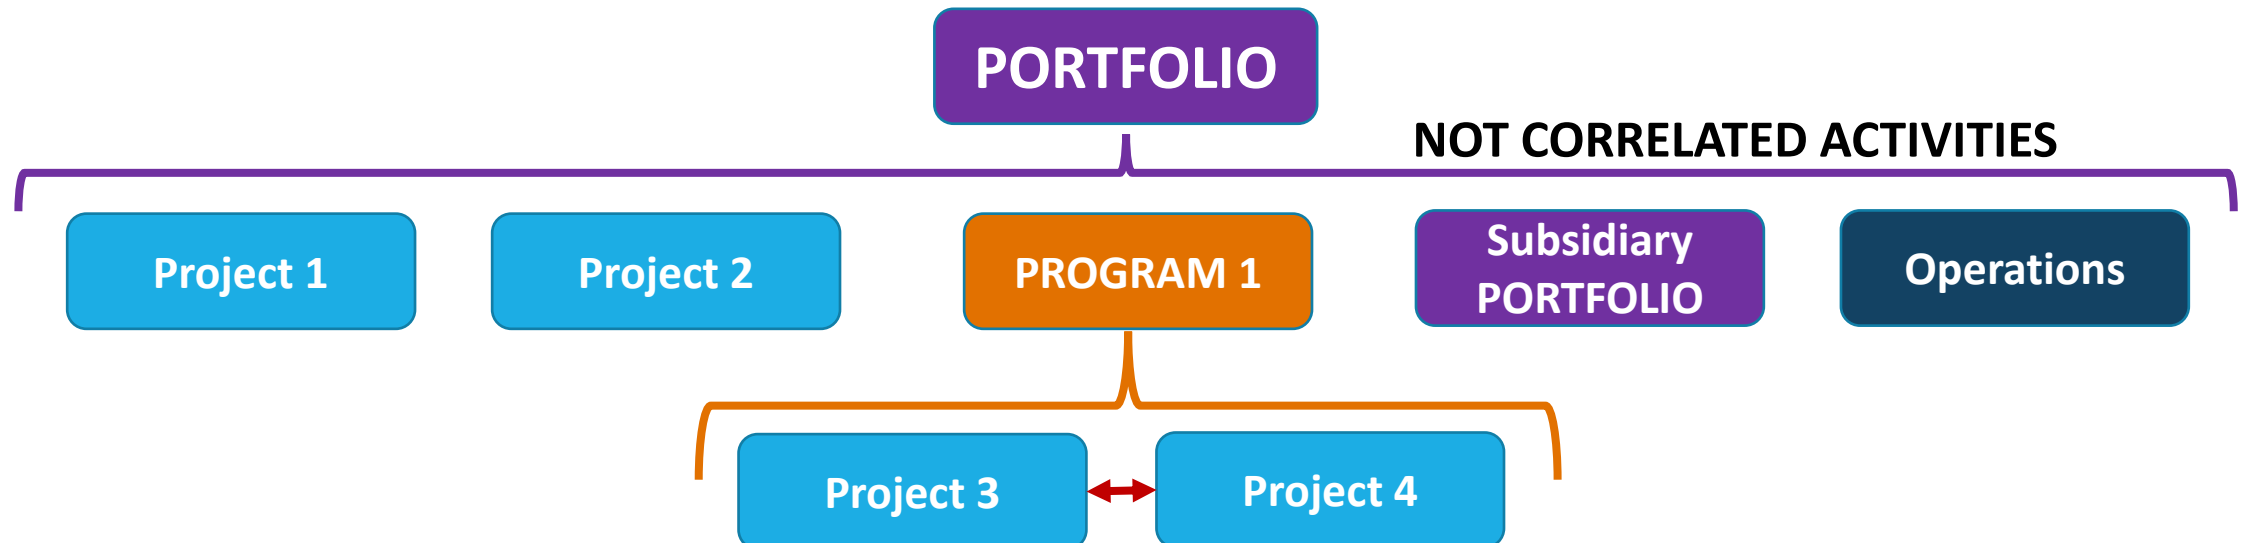 PORTFOLIO
NOT CORRELATED ACTIVITIES
Project 1
Project 2
PROGRAM 1
Subsidiary
PORTFOLIO
Operations
Project 3
Project 4